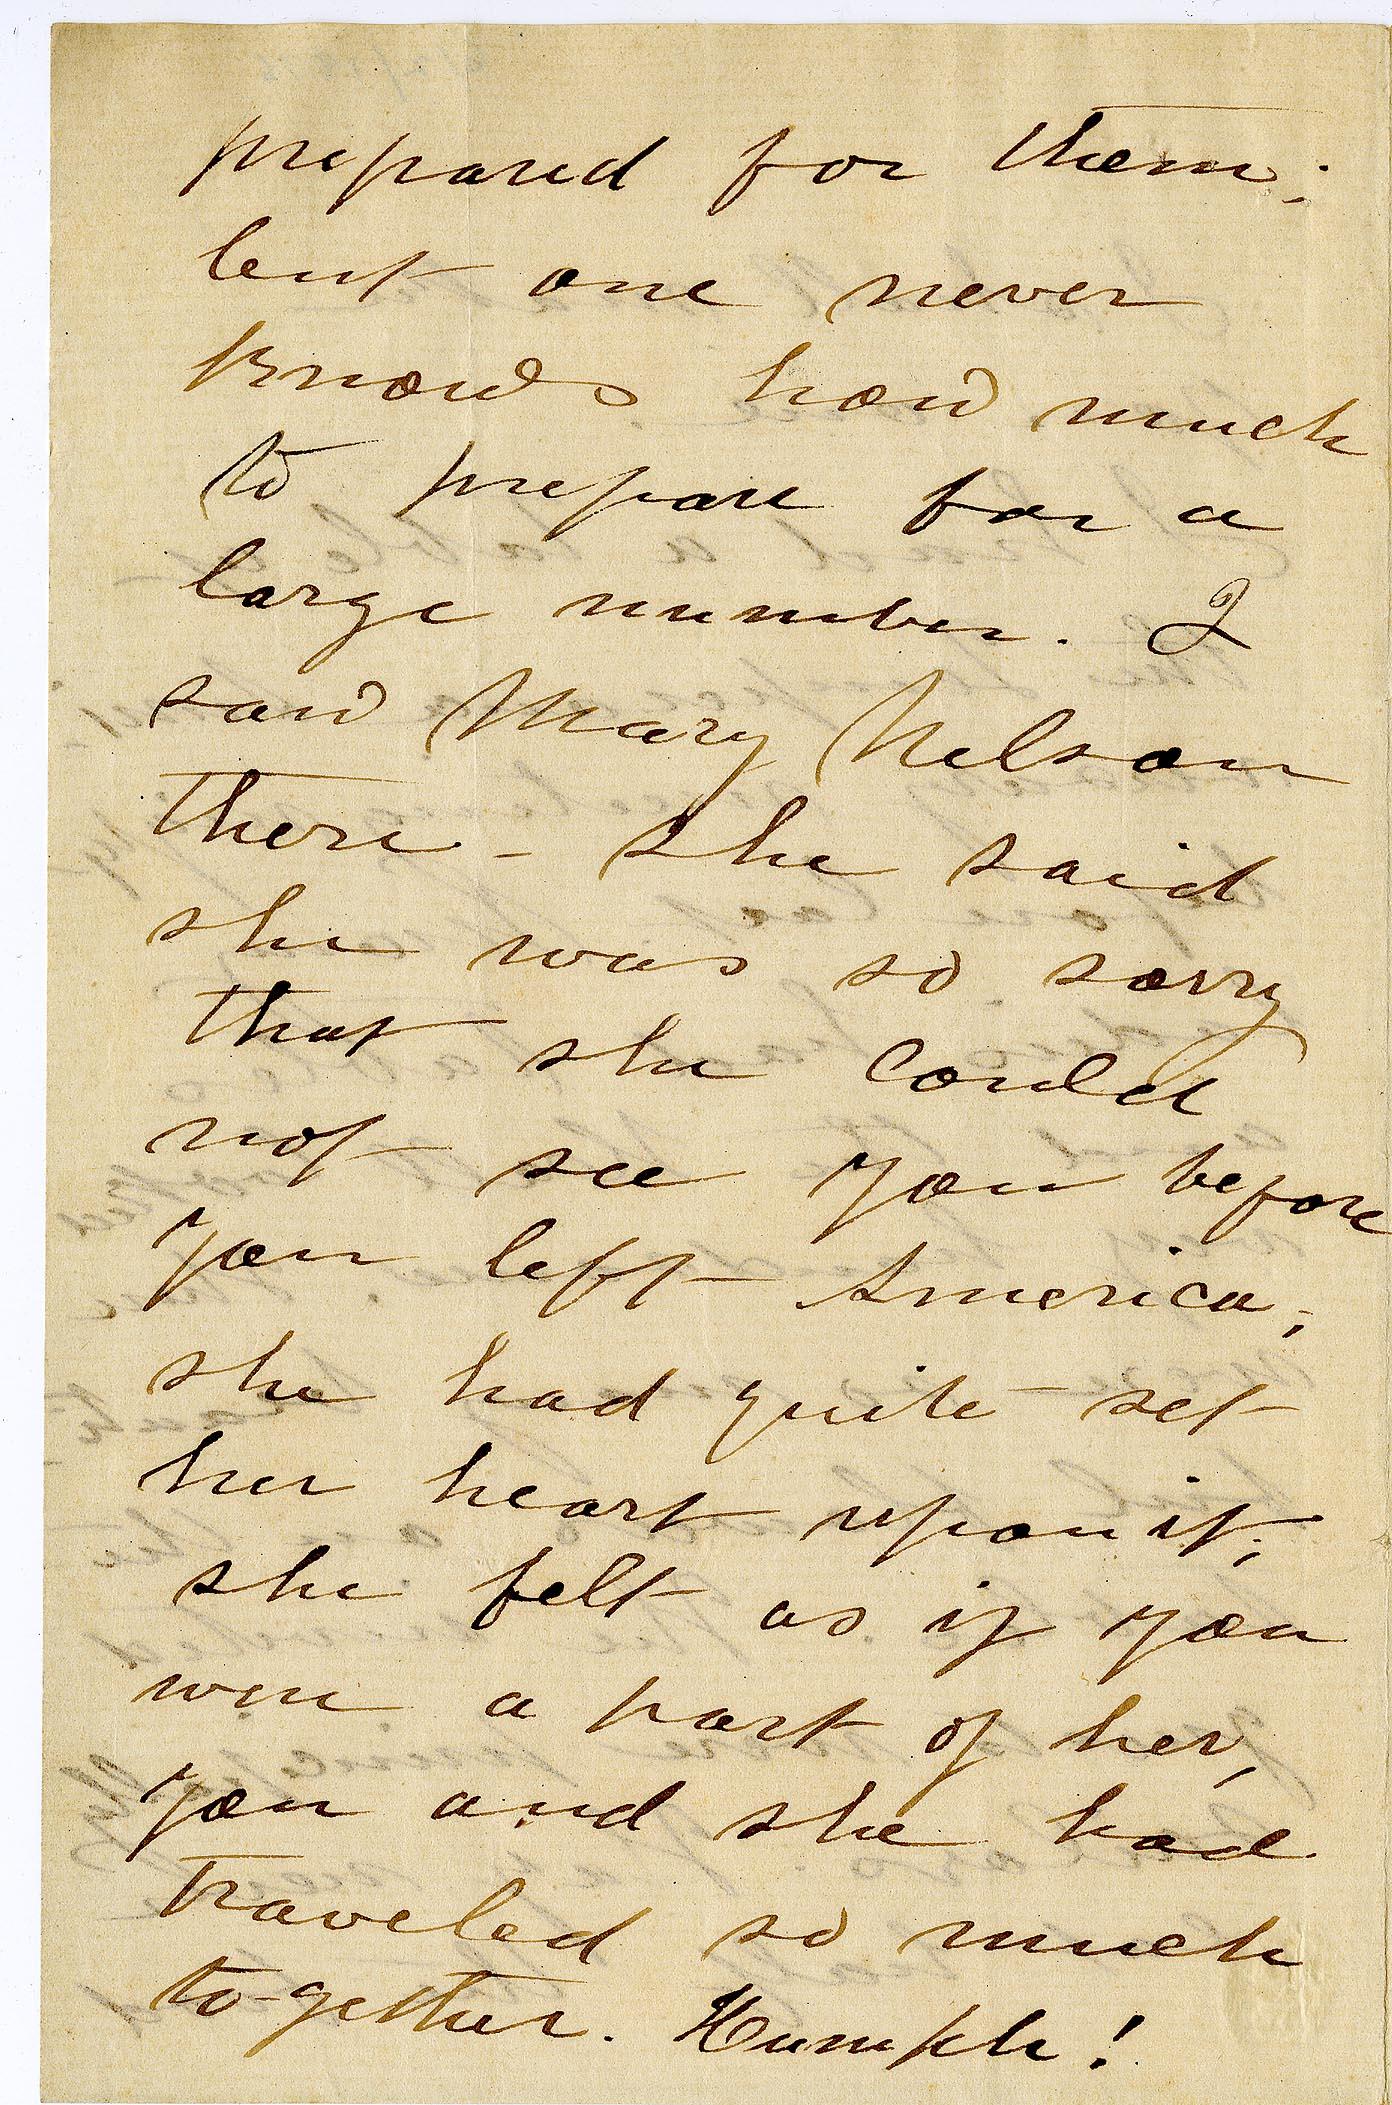 prepared for them;
but one never
knows how much
to prepare for a
large number. I
saw Mary Nelson
there - she said
she was so sorry
that she could
not see you before
you left America;
she had quite set
her heart upon it;
she felt as if you
were a part of her,
you and she had
traveled so much
to-gether. Humph!